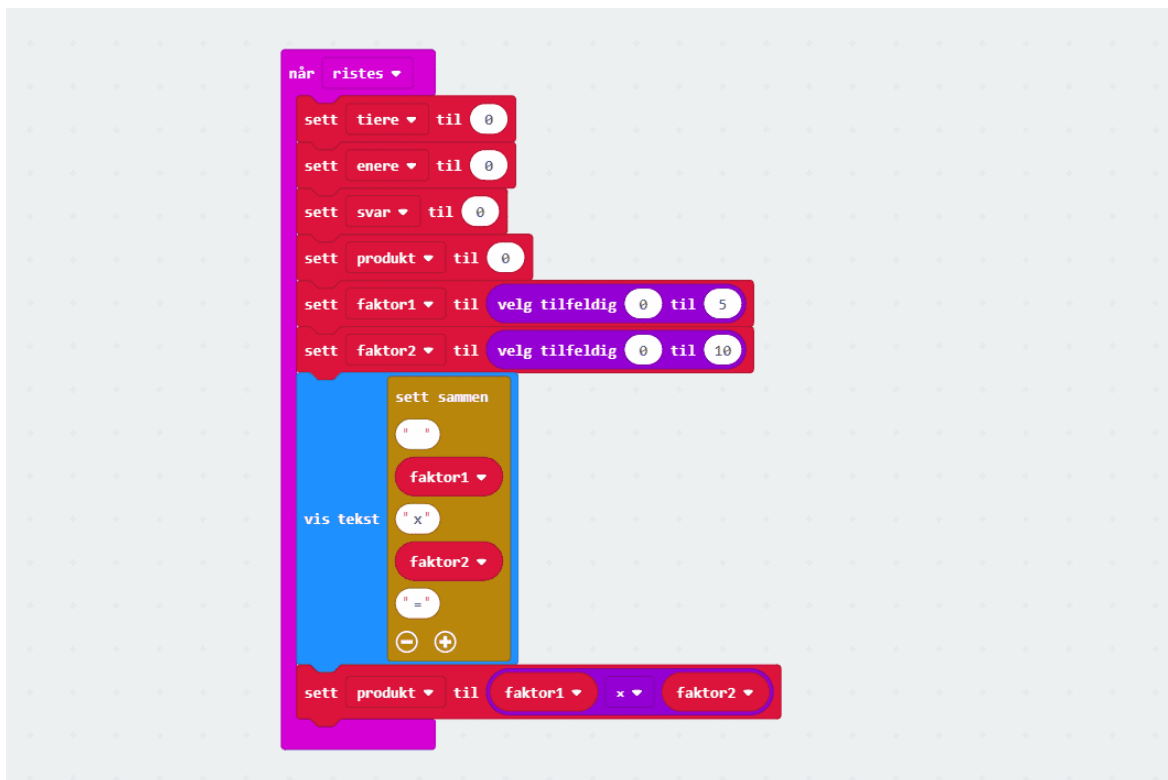 når ristes
sett tiere til 0
sett enere til 0
sett svar til 0
sett produkt til 0
sett faktor1 til velg tilfeldig 0 til 5
sett faktor2 til velg tilfeldig 0 til 10
sett sammen
" "
faktor1
vis tekst "x"
faktor2
"="
sett produkt til faktor1 x faktor2